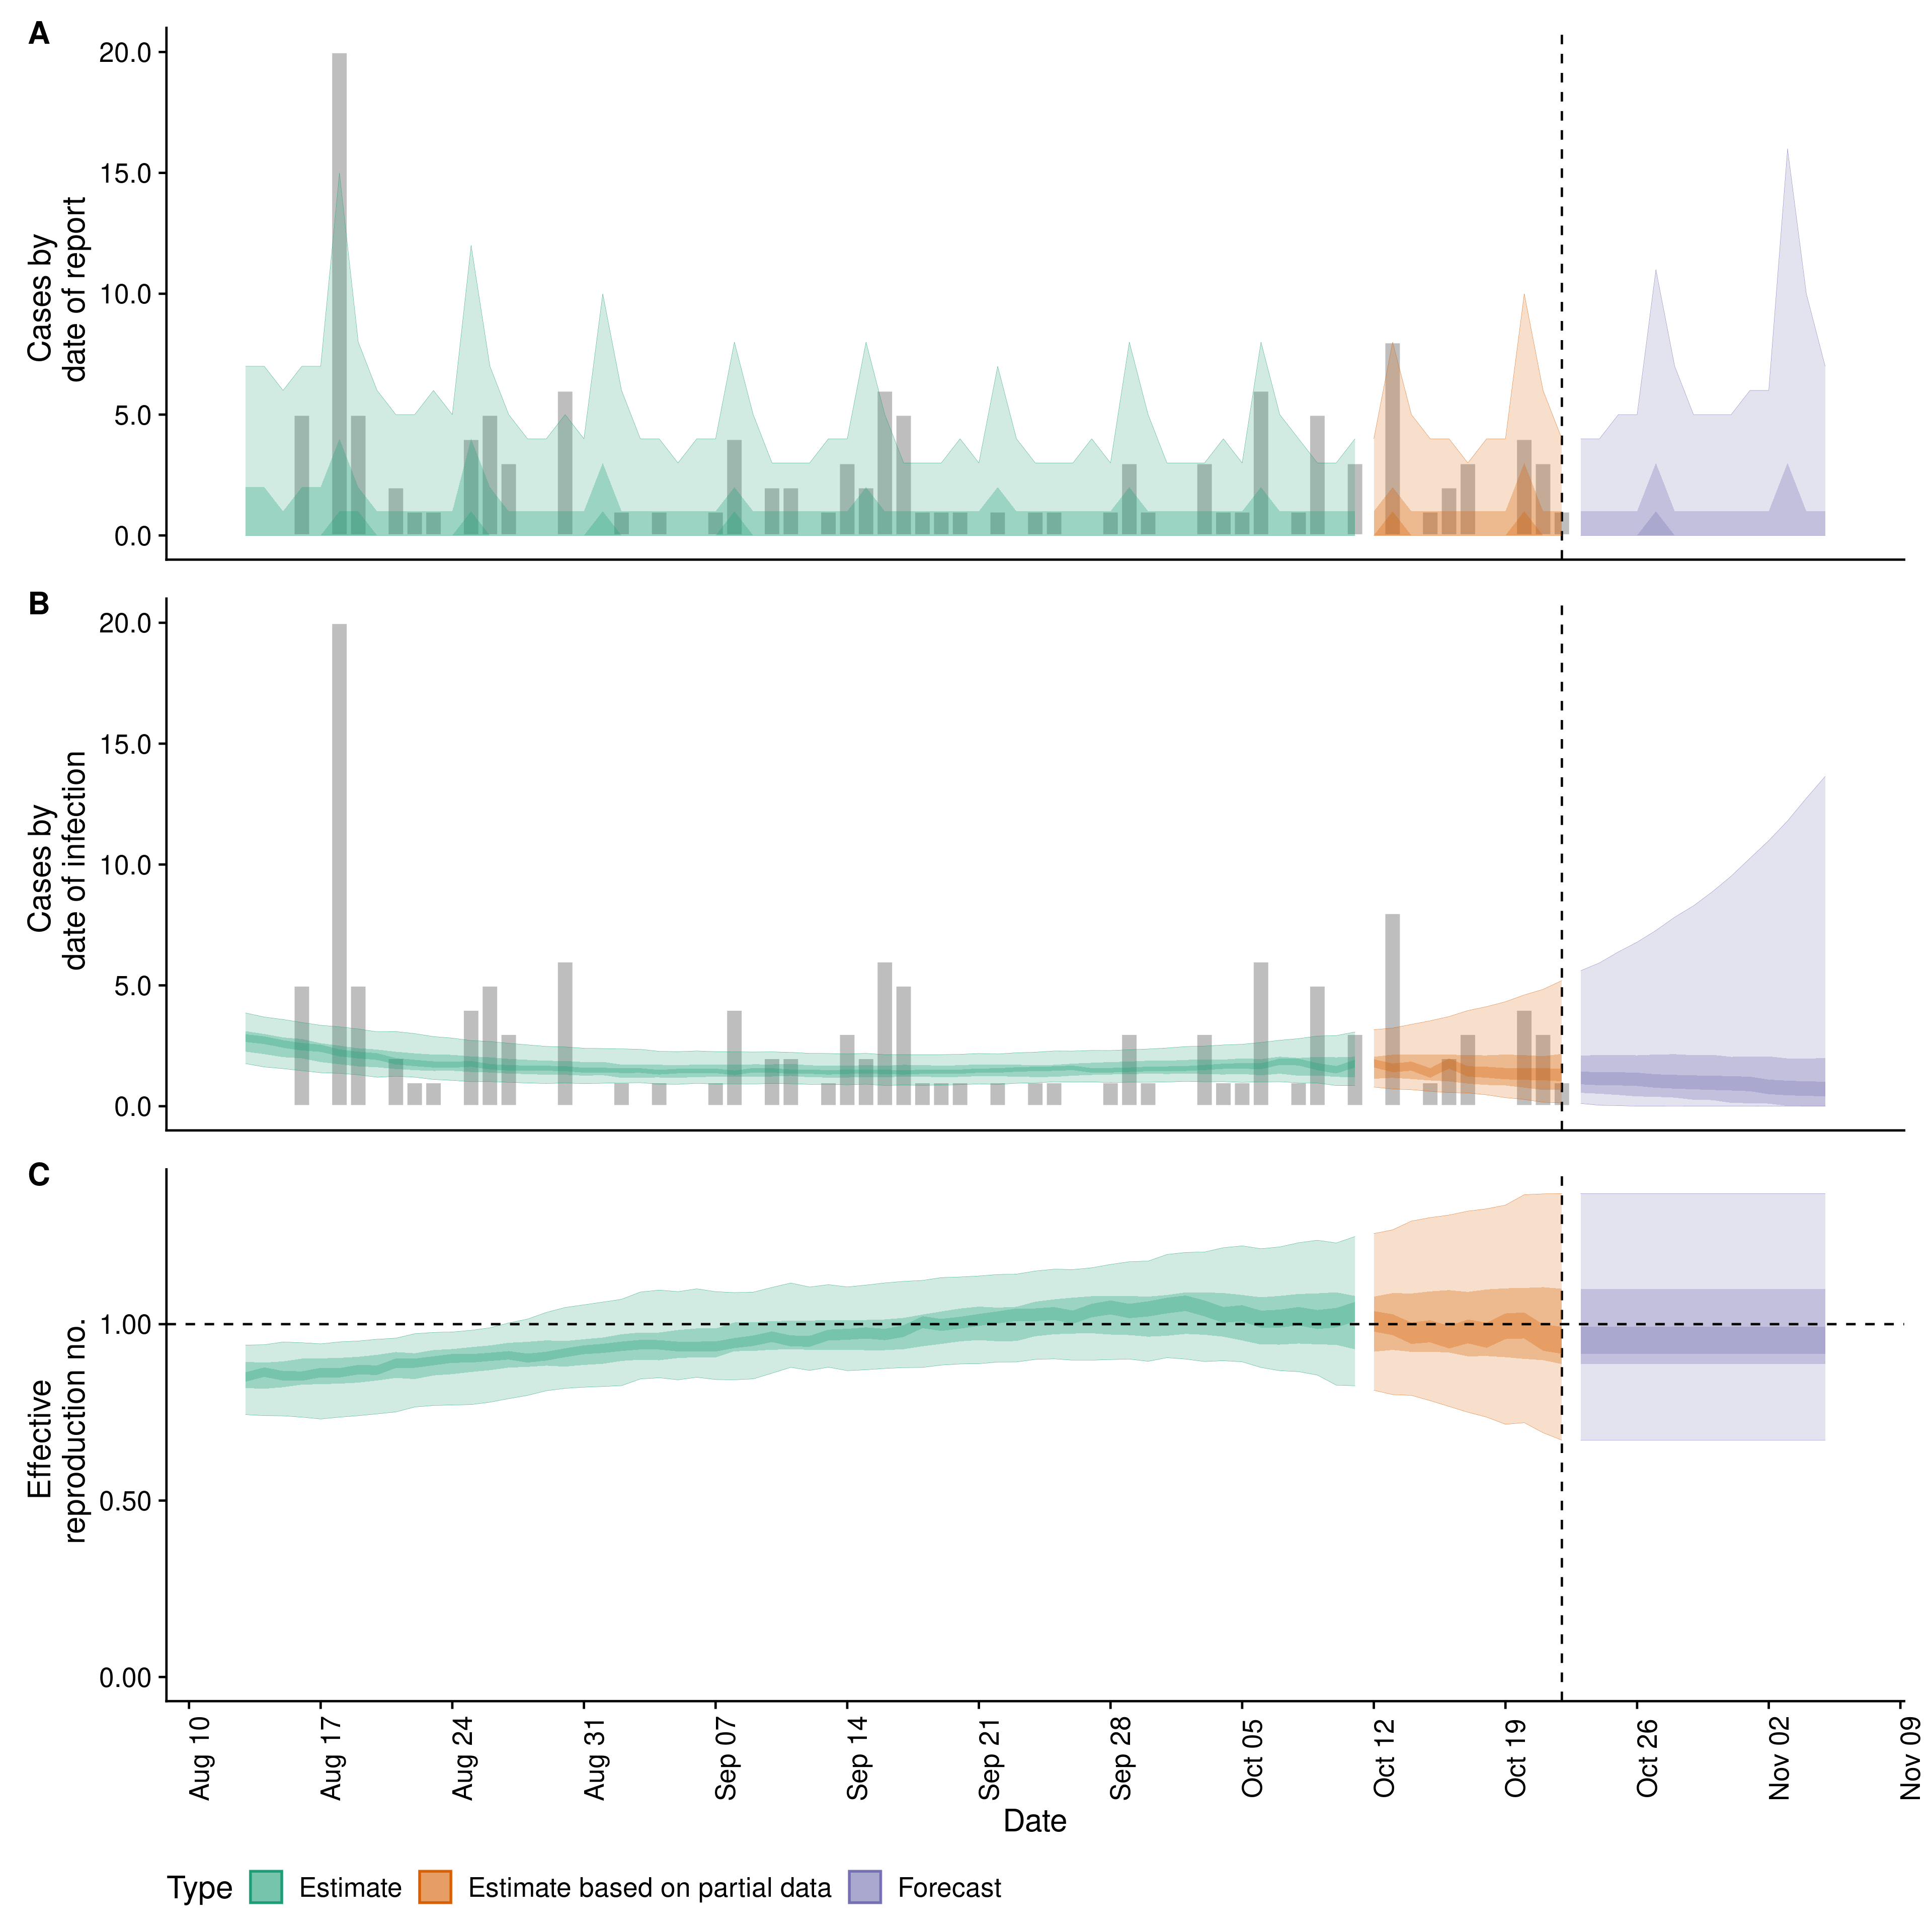 A
20.0
15.0
10.0
5.0
0.0
Cases by
date of report
B
20.0
15.0
10.0
5.0
0.0
Cases by
date of infection
C
1.00
0.50
0.00
Effective
reproduction no.
Aug 10
Aug 17
Aug 24
Aug 31
Sep 07
Sep 14
Sep 21
Sep 28
Oct 05
Oct 12
Oct 19
Oct 26
Nov 02
Nov 09
Date
Type Estimate Estimate based on partial data Forecast